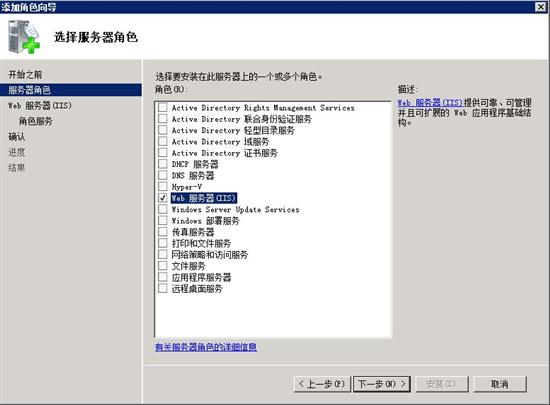 添加角色向导
选择服务器角色
开始之前
服务器角色
Web 服务器(IIS)
角色服务
确认
进度
结果
选择要安装在此服务器上的一个或多个角色。
角色(R):
Active Directory Rights Management Services
Active Directory 联合身份验证服务
Active Directory 轻型目录服务
Active Directory 域服务
Active Directory 证书服务
DHCP 服务器
DNS 服务器
Hyper-V
Web 服务器(IIS)
Windows Server Update Services
Windows 部署服务
传真服务器
打印和文件服务
网络策略和访问服务
文件服务
应用程序服务器
远程桌面服务
有关服务器角色的详细信息
描述:
Web 服务器(IIS)提供可靠、可管理
并且可扩展的 Web 应用程序基础结
构。
< 上一步(P)
下一步(N) >
安装(I)
取消